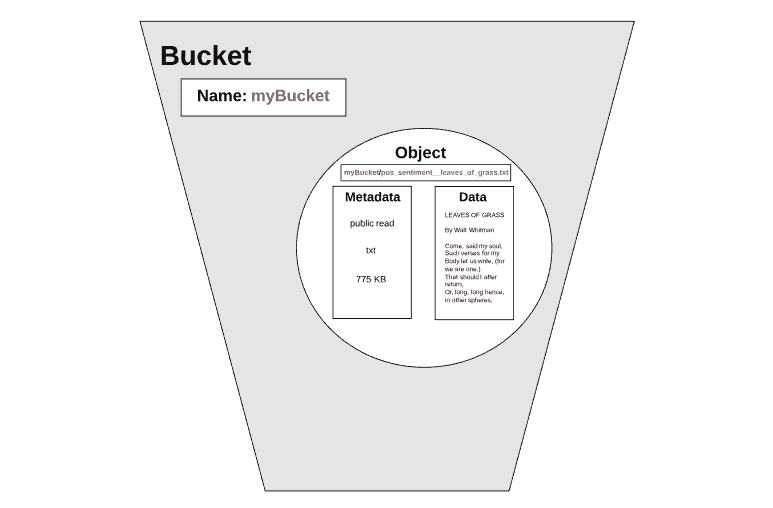 Bucket
Name: myBucket
Object
myBucket/pos_sentiment__leaves_of_grass.txt
Metadata
public read
txt
775 KB
Data
LEAVES OF GRASS
By Walt Whitman
Come, said my soul,
Such verses for my
Body let us write, (for
we are one,)
That should I after
return,
Or, long, long hence,
in other spheres,